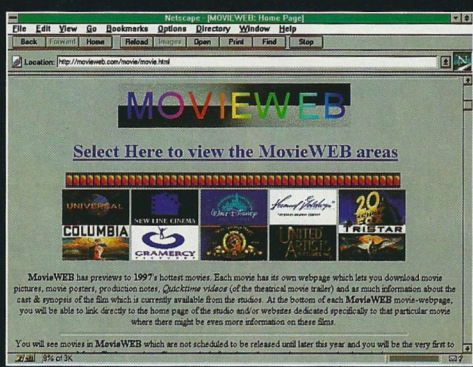 Netscape - [MOVIEWEB: Home Page]
File Edit View Go Bookmarks Options Directory Window Help
Back Forward Home Reload Images Open Print Find Stop
Location: http://movieweb.com/movie/movie.html
N
MOVIEWEB
Select Here to view the MovieWEB areas
UNIVERSAL
NEW LINE CINEMA
Walt Disney
20
COLUMBIA
GRAMERCY
UNITED
ARTISTS
TRISTAR
MovieWEB has previews to 1997's hottest movies. Each movie has its own webpage which lets you download movie
pictures, movie posters, production notes, Quicktime videos (of the theatrical movie trailer) and as much information about the
cast & synopsis of the film which is currently available from the studios. At the bottom of each MovieWEB movie-webpage,
you will be able to link directly to the home page of the studio and/or websites dedicated specifically to that particular movie
where there might be even more information on these films.
You will see movies in MovieWEB which are not scheduled to be released until later this year and you will be the very first to
9% of 3K